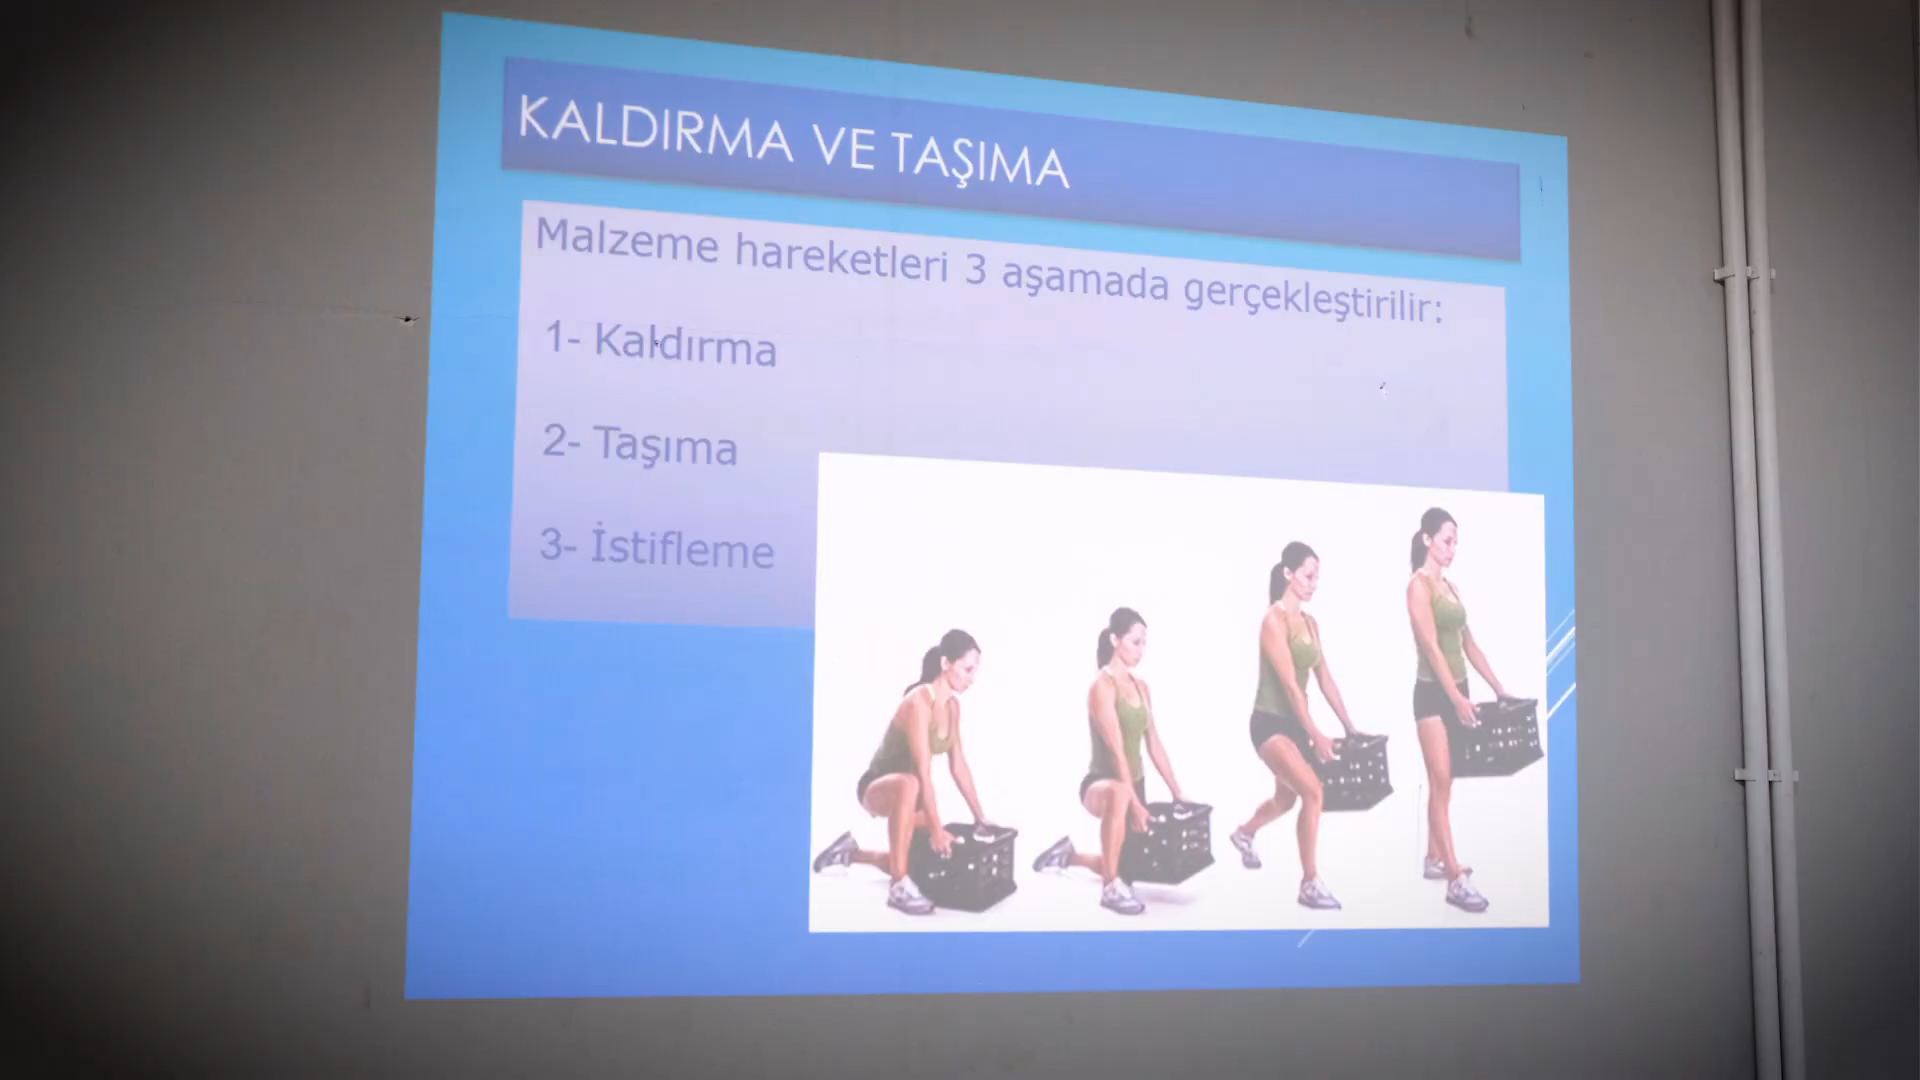 KALDIRMA VE TAŞIMA
Malzeme hareketleri 3 aşamada gerçekleştirilir:
1- Kaldırma
2- Taşıma
3- İstifleme